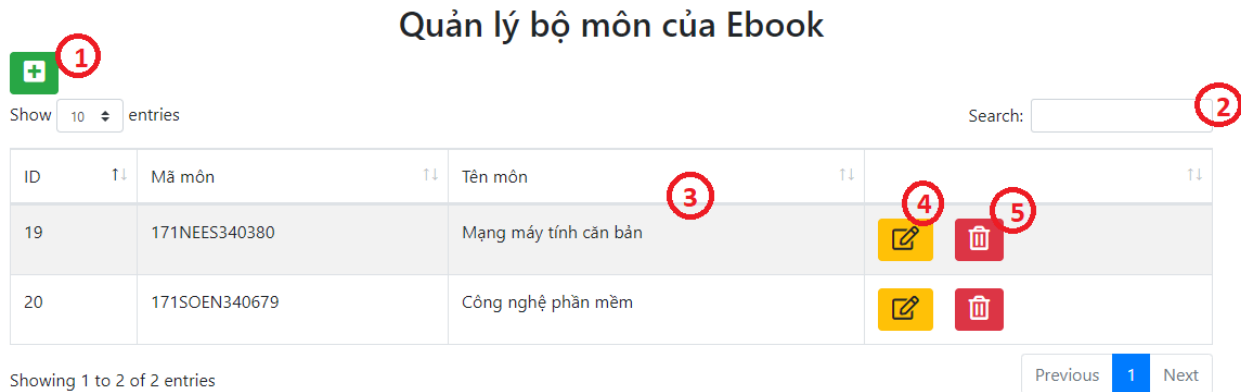 Quản lý bộ môn của Ebook
1
Show 10 entries
Search:
2
ID Mã môn Tên môn
3
4
5
19 171NEES340380 Mạng máy tính căn bản
20 171SOEN340679 Công nghệ phần mềm
Showing 1 to 2 of 2 entries
Previous 1 Next